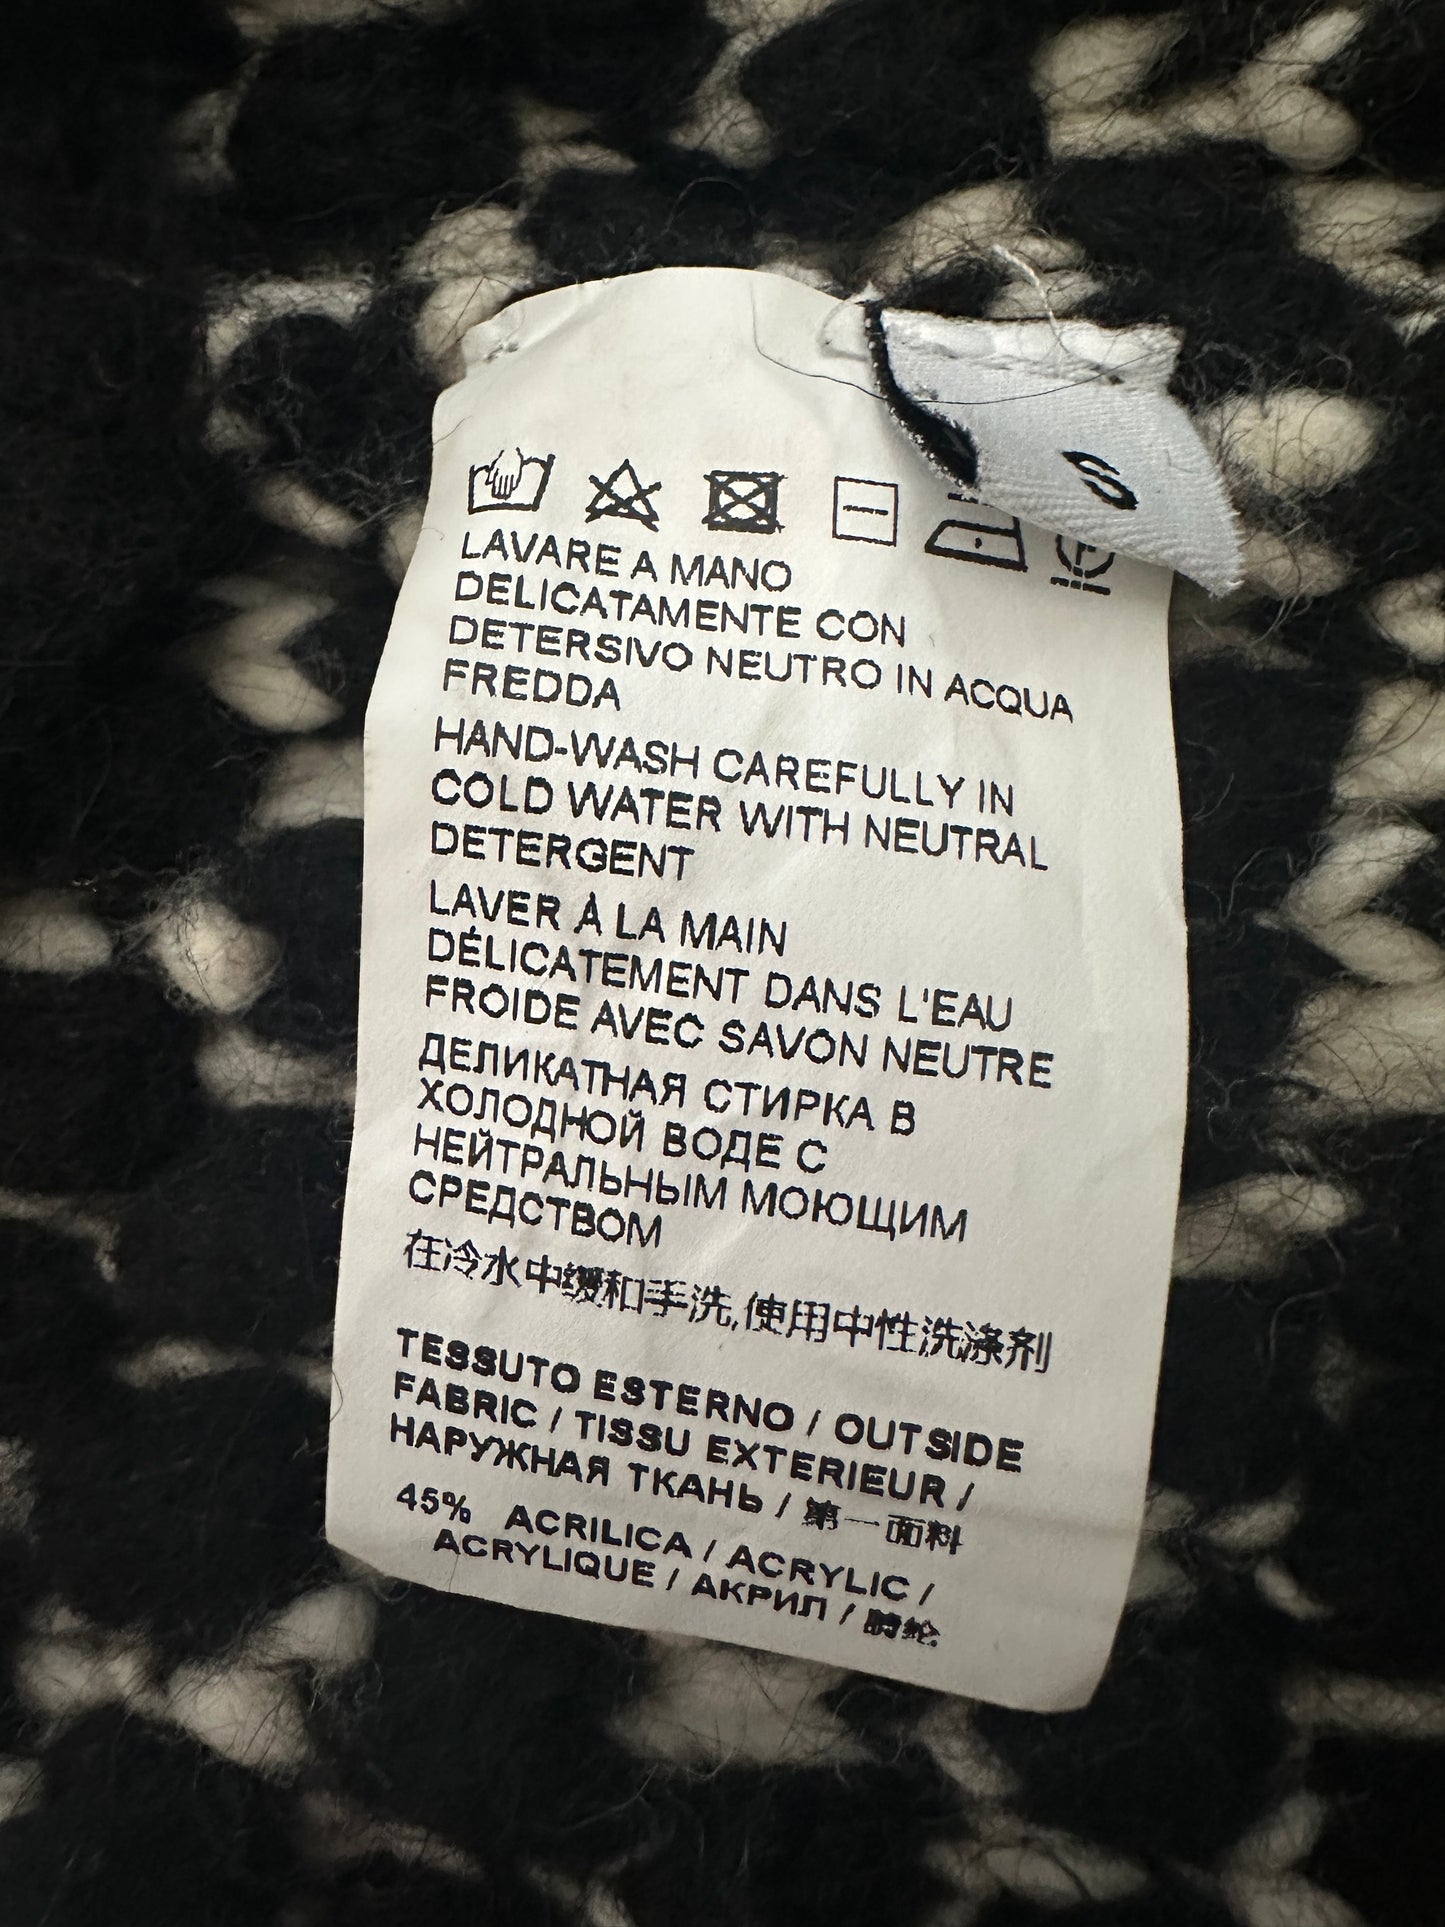 S
LAVARE A MANO
DELICATAMENTE CON
DETERSIVO NEUTRO IN ACQUA
FREDDA
HAND-WASH CAREFULLY IN
COLD WATER WITH NEUTRAL
DETERGENT
LAVER À LA MAIN
DÉLICATEMENT DANS L'EAU
FROIDE AVEC SAVON NEUTRE
ДЕЛИКАТНАЯ СТИРКА В
ХОЛОДНОЙ ВОДЕ С
НЕЙТРАЛЬНЫМ МОЮЩИМ
СРЕДСТВОМ
在冷水中缓和手洗,使用中性洗涤剂
TESSUTO ESTERNO / OUTSIDE
FABRIC / TISSU EXTERIEUR /
НАРУЖНАЯ ТКАНЬ / 第一面料
45% ACRILICA / ACRYLIC /
ACRYLIQUE / АКРИЛ /